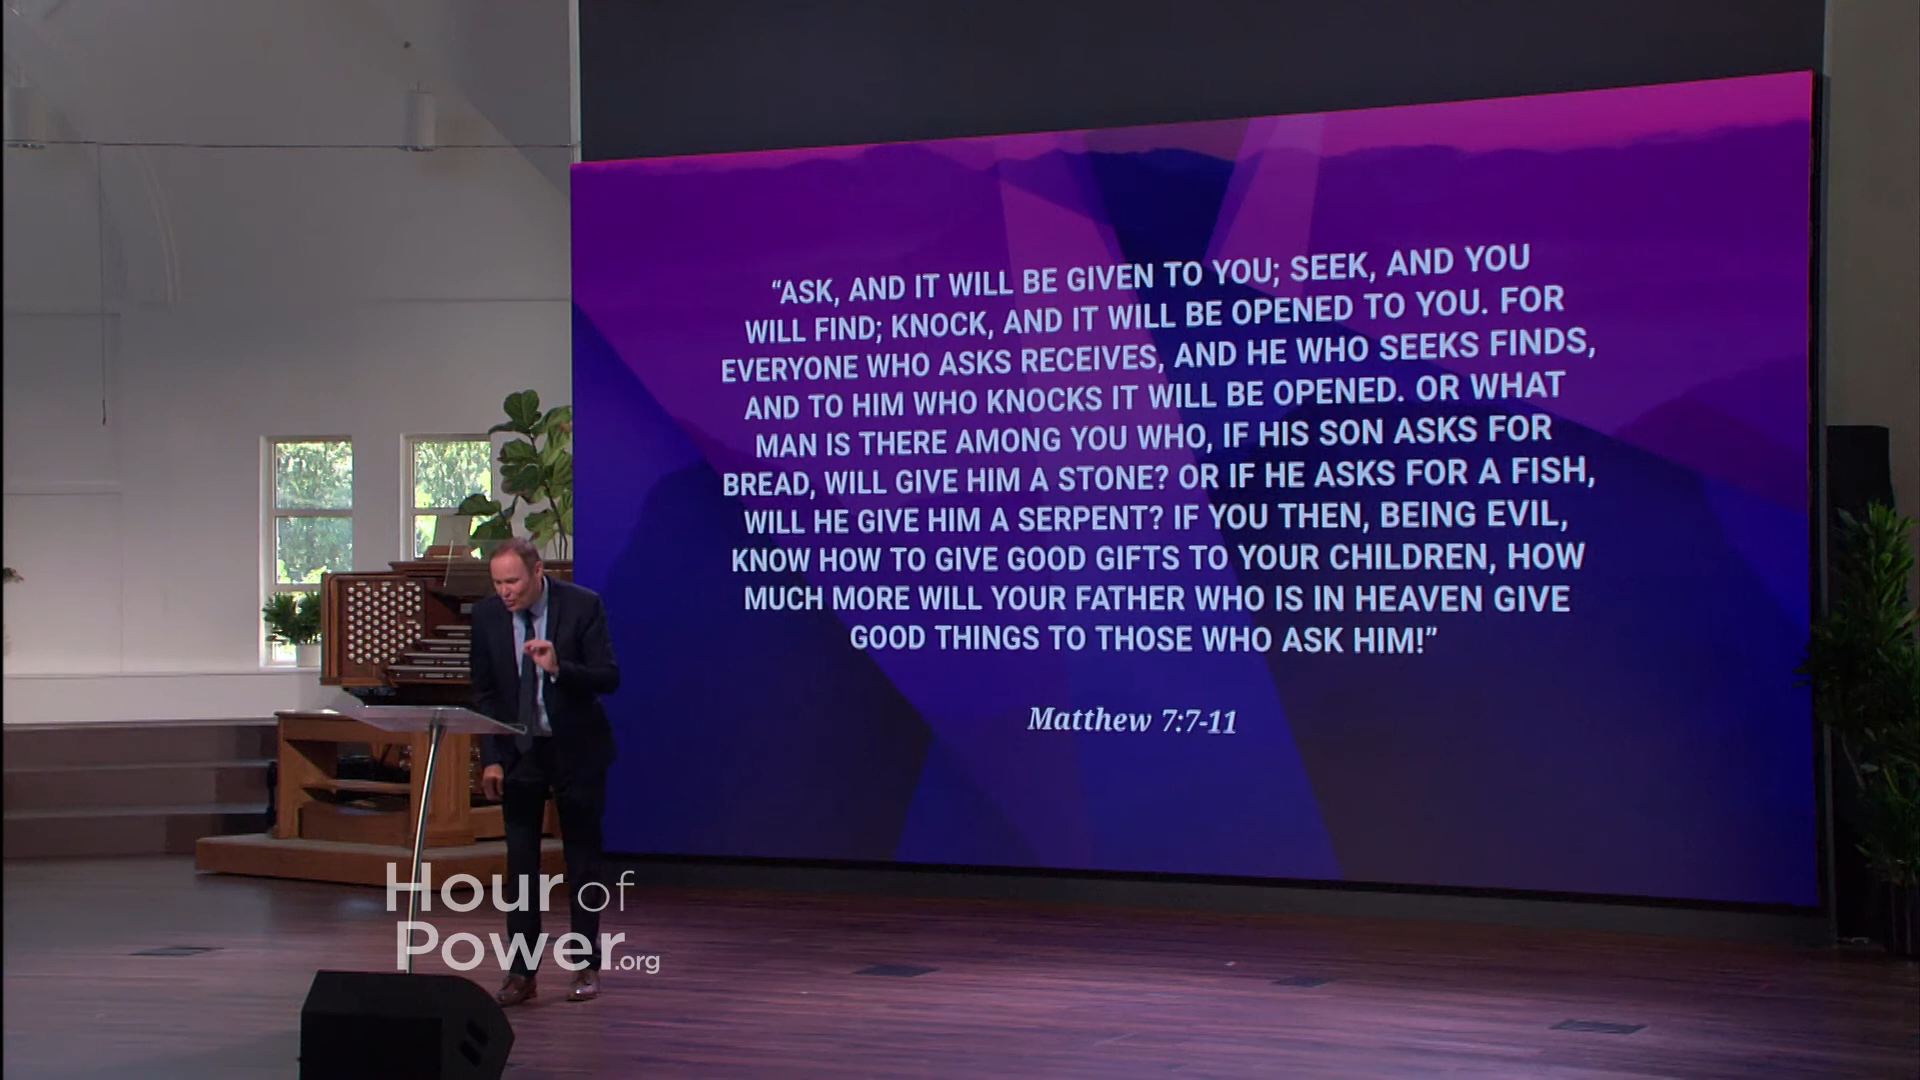 “ASK, AND IT WILL BE GIVEN TO YOU; SEEK, AND YOU
WILL FIND; KNOCK, AND IT WILL BE OPENED TO YOU. FOR
EVERYONE WHO ASKS RECEIVES, AND HE WHO SEEKS FINDS,
AND TO HIM WHO KNOCKS IT WILL BE OPENED. OR WHAT
MAN IS THERE AMONG YOU WHO, IF HIS SON ASKS FOR
BREAD, WILL GIVE HIM A STONE? OR IF HE ASKS FOR A FISH,
WILL HE GIVE HIM A SERPENT? IF YOU THEN, BEING EVIL,
KNOW HOW TO GIVE GOOD GIFTS TO YOUR CHILDREN, HOW
MUCH MORE WILL YOUR FATHER WHO IS IN HEAVEN GIVE
GOOD THINGS TO THOSE WHO ASK HIM!”
Matthew 7:7-11
Hour of
Power.org